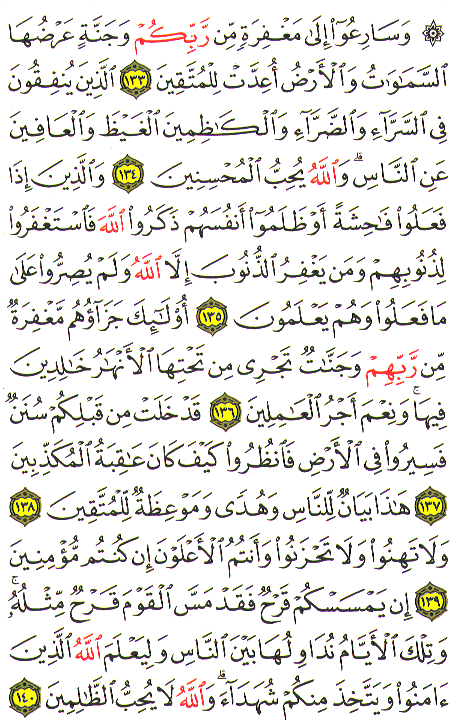 ۞ وَسَارِعُوٓا۟ إِلَىٰ مَغْفِرَةٍ مِّن رَّبِّكُمْ وَجَنَّةٍ عَرْضُهَا
ٱلسَّمَـٰوَٰتُ وَٱلْأَرْضُ أُعِدَّتْ لِلْمُتَّقِينَ ١٣٣ ٱلَّذِينَ يُنفِقُونَ
فِى ٱلسَّرَّآءِ وَٱلضَّرَّآءِ وَٱلْكَـٰظِمِينَ ٱلْغَيْظَ وَٱلْعَافِينَ
عَنِ ٱلنَّاسِ ۗ وَٱللَّهُ يُحِبُّ ٱلْمُحْسِنِينَ ١٣٤ وَٱلَّذِينَ إِذَا
فَعَلُوا۟ فَـٰحِشَةً أَوْ ظَلَمُوٓا۟ أَنفُسَهُمْ ذَكَرُوا۟ ٱللَّهَ فَٱسْتَغْفَرُوا۟
لِذُنُوبِهِمْ وَمَن يَغْفِرُ ٱلذُّنُوبَ إِلَّا ٱللَّهُ وَلَمْ يُصِرُّوا۟ عَلَىٰ
مَا فَعَلُوا۟ وَهُمْ يَعْلَمُونَ ١٣٥ أُو۟لَـٰٓئِكَ جَزَآؤُهُم مَّغْفِرَةٌ
مِّن رَّبِّهِمْ وَجَنَّـٰتٌ تَجْرِى مِن تَحْتِهَا ٱلْأَنْهَـٰرُ خَـٰلِدِينَ
فِيهَا ۚ وَنِعْمَ أَجْرُ ٱلْعَـٰمِلِينَ ١٣٦ قَدْ خَلَتْ مِن قَبْلِكُمْ سُنَنٌ
فَسِيرُوا۟ فِى ٱلْأَرْضِ فَٱنظُرُوا۟ كَيْفَ كَانَ عَـٰقِبَةُ ٱلْمُكَذِّبِينَ
١٣٧ هَـٰذَا بَيَانٌ لِّلنَّاسِ وَهُدًى وَمَوْعِظَةٌ لِّلْمُتَّقِينَ ١٣٨
وَلَا تَهِنُوا۟ وَلَا تَحْزَنُوا۟ وَأَنتُمُ ٱلْأَعْلَوْنَ إِن كُنتُم مُّؤْمِنِينَ
١٣٩ إِن يَمْسَسْكُمْ قَرْحٌ فَقَدْ مَسَّ ٱلْقَوْمَ قَرْحٌ مِّثْلُهُۥ ۚ
وَتِلْكَ ٱلْأَيَّامُ نُدَاوِلُهَا بَيْنَ ٱلنَّاسِ وَلِيَعْلَمَ ٱللَّهُ ٱلَّذِينَ
ءَامَنُوا۟ وَيَتَّخِذَ مِنكُمْ شُهَدَآءَ ۗ وَٱللَّهُ لَا يُحِبُّ ٱلظَّـٰلِمِينَ ١٤٠